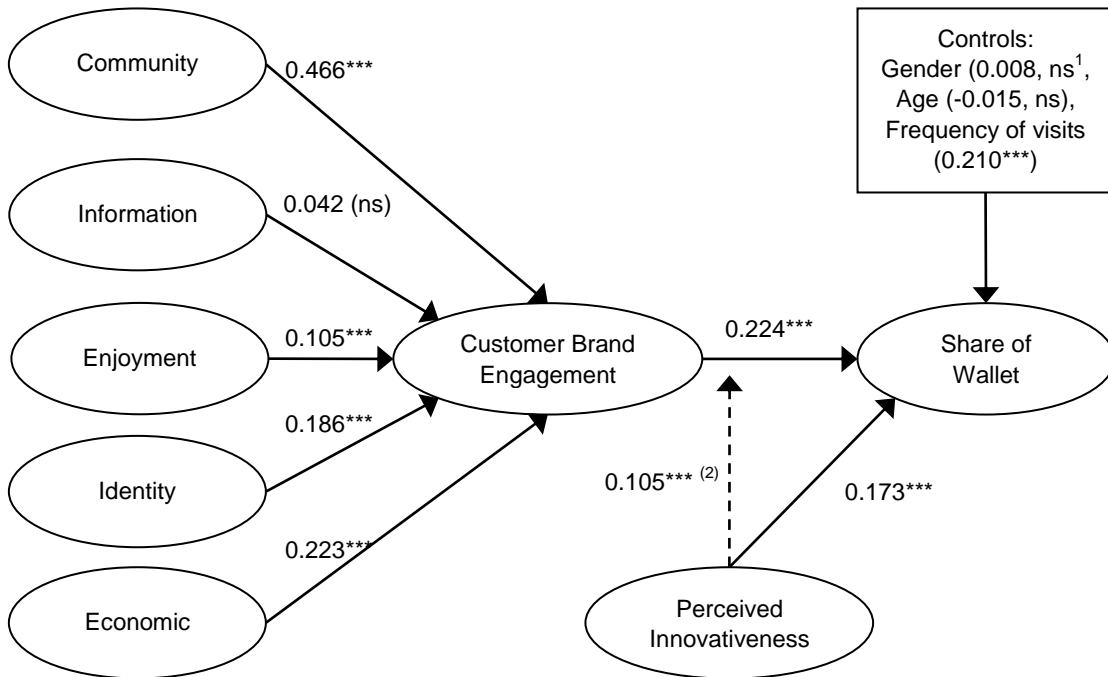 Community
0.466***
Controls:
Gender (0.008, ns¹,
Age (-0.015, ns),
Frequency of visits
(0.210***)
Information
0.042 (ns)
Enjoyment
0.105***
Customer Brand
Engagement
0.224***
Share of
Wallet
Identity
0.186***
0.105*** (2)
0.173***
Economic
0.223***
Perceived
Innovativeness